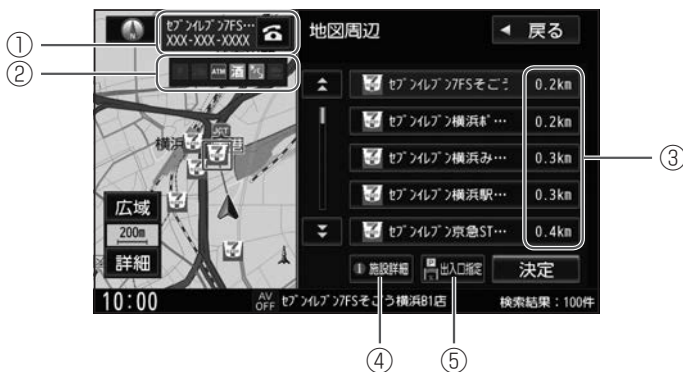 ①
セブンイレブン7FS…
XXX-XXX-XXXX
地図周辺
◀ 戻る
②
ATM 酒
セブンイレブン7FSそごう 0.2km
JCT
横浜
セブンイレブン横浜ポ… 0.2km
セブンイレブン横浜み… 0.3km
③
広域
セブンイレブン横浜駅… 0.3km
200m
セブンイレブン京急ST… 0.4km
詳細
施設詳細
出入口指定
決定
10:00
AV OFF
セブンイレブン7FSそごう横浜B1店
検索結果：100件
④
⑤